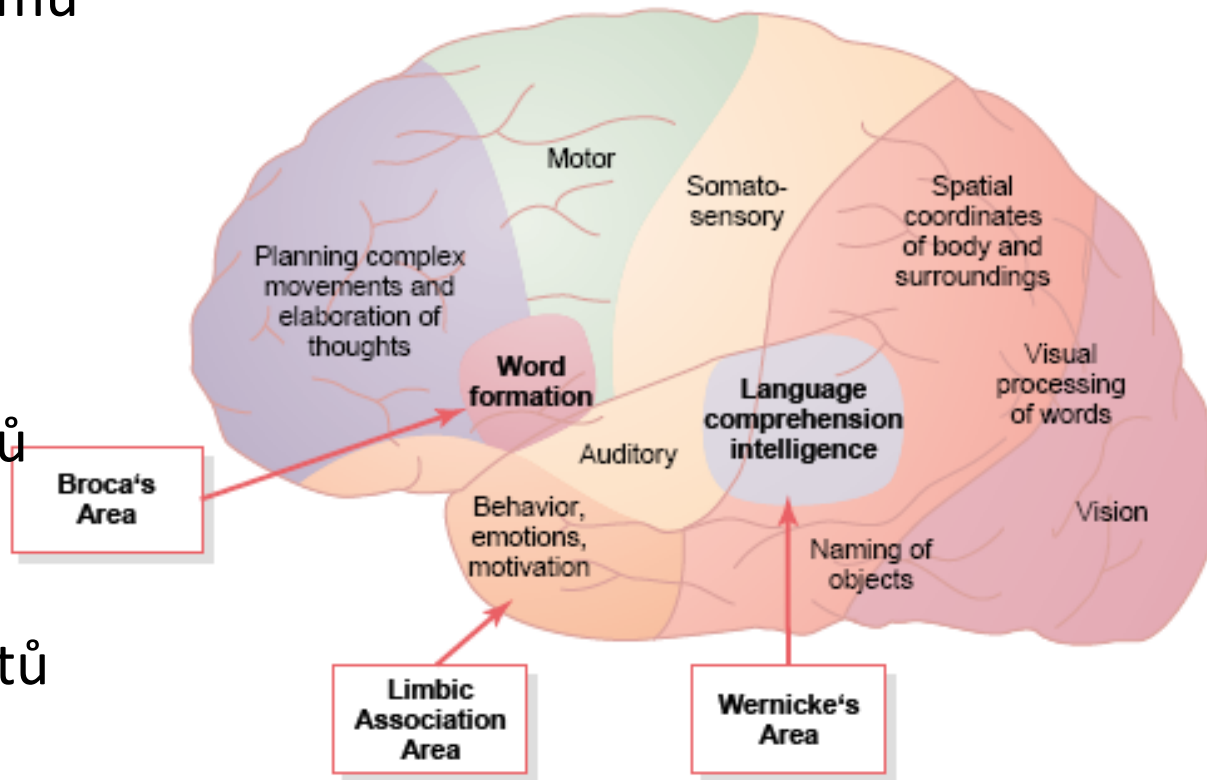 mu
Motor
Somato-
sensory
Spatial
coordinates
of body and
surroundings
Planning complex
movements and
elaboration of
thoughts
Word
formation
Visual
processing
of words
Language
comprehension
intelligence
ů
Auditory
Broca‘s
Area
Behavior,
emotions,
motivation
Vision
Naming of
objects
tů
Limbic
Association
Area
Wernicke‘s
Area